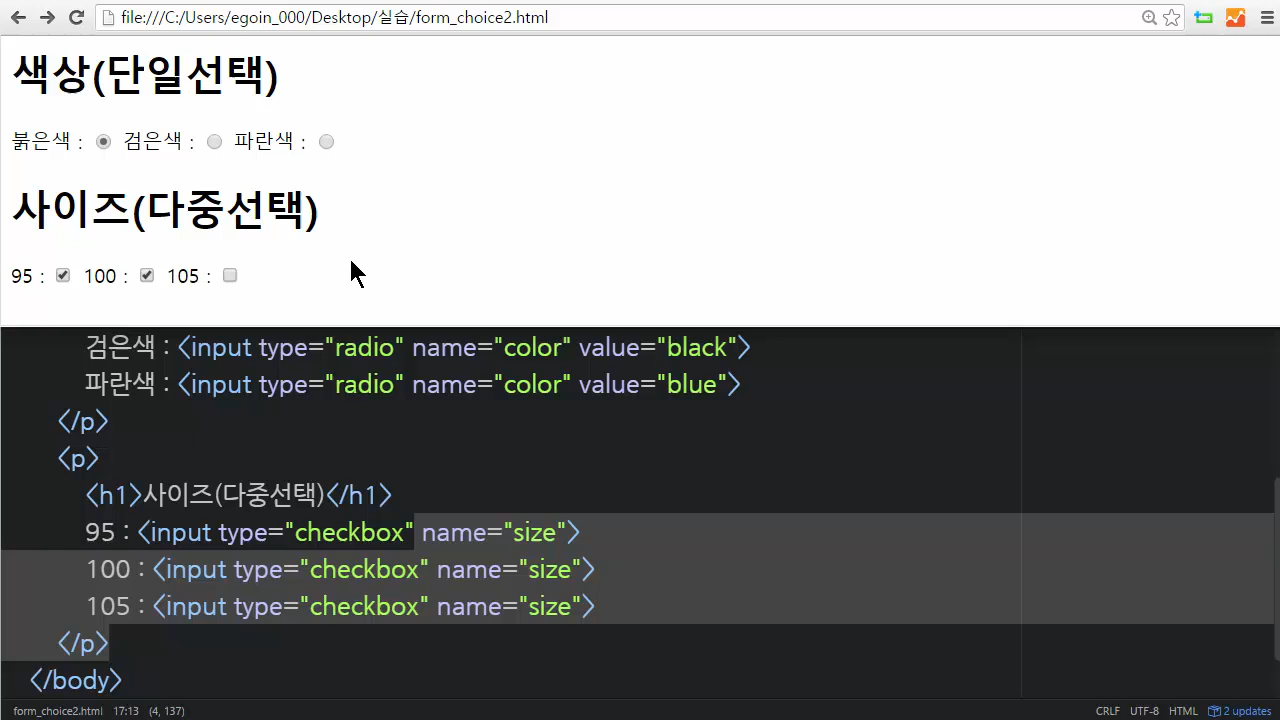 file:///C:/Users/egoin_000/Desktop/실습/form_choice2.html
색상(단일선택)
붉은색 : 검은색 : 파란색 :
사이즈(다중선택)
95 : 100 : 105 :
검은색 : <input type="radio" name="color" value="black">
파란색 : <input type="radio" name="color" value="blue">
</p>
<p>
<h1>사이즈(다중선택)</h1>
95 : <input type="checkbox" name="size">
100 : <input type="checkbox" name="size">
105 : <input type="checkbox" name="size">
</p>
</body>
form_choice2.html 17:13 (4, 137) CRLF UTF-8 HTML 2 updates